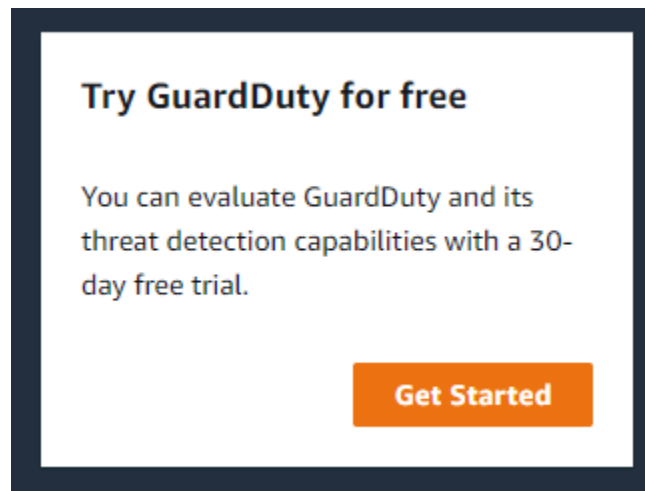 Try GuardDuty for free
You can evaluate GuardDuty and its
threat detection capabilities with a 30-
day free trial.
Get Started